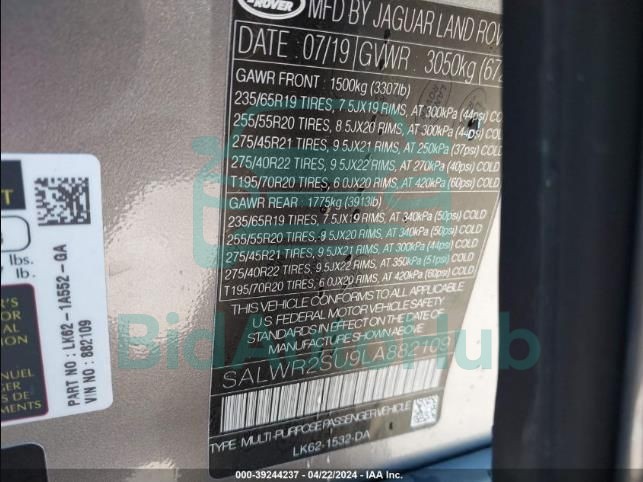 ROVER
MFD BY JAGUAR LAND ROV
DATE: 07/19 GVWR 3050kg (67
GAWR FRONT: 1500kg (3307lb)
235/65R19 TIRES, 7.5JX19 RIMS, AT 300kPa (44psi) COLD
255/55R20 TIRES, 8.5JX20 RIMS, AT 300kPa (44psi) COLD
275/45R21 TIRES, 9.5JX21 RIMS, AT 250kPa (37psi) COLD
275/40R22 TIRES, 9.5JX22 RIMS, AT 270kPa (40psi) COLD
T195/70R20 TIRES, 6.0JX20 RIMS, AT 420kPa (60psi) COLD
GAWR REAR: 1775kg (3913lb)
235/65R19 TIRES, 7.5JX19 RIMS, AT 340kPa (50psi) COLD
255/55R20 TIRES, 8.5JX20 RIMS, AT 340kPa (50psi) COLD
275/45R21 TIRES, 9.5JX21 RIMS, AT 300kPa (44psi) COLD
275/40R22 TIRES, 9.5JX22 RIMS, AT 350kPa (51psi) COLD
T195/70R20 TIRES, 6.0JX20 RIMS, AT 420kPa (60psi) COLD
THIS VEHICLE CONFORMS TO ALL APPLICABLE
U.S FEDERAL MOTOR VEHICLE SAFETY
STANDARDS IN EFFECT ON THE DATE OF
MANUFACTURE SHOWN ABOVE
SALWR2SU9LA882109
TYPE: MULTI-PURPOSE PASSENGER VEHICLE
LK62-1532-DA
lbs.
lb.
PART NO : LK62-1A552-GA
VIN NO : 882109
MANUEL
BidAutoHub
000-39244237 - 04/22/2024 - IAA Inc.